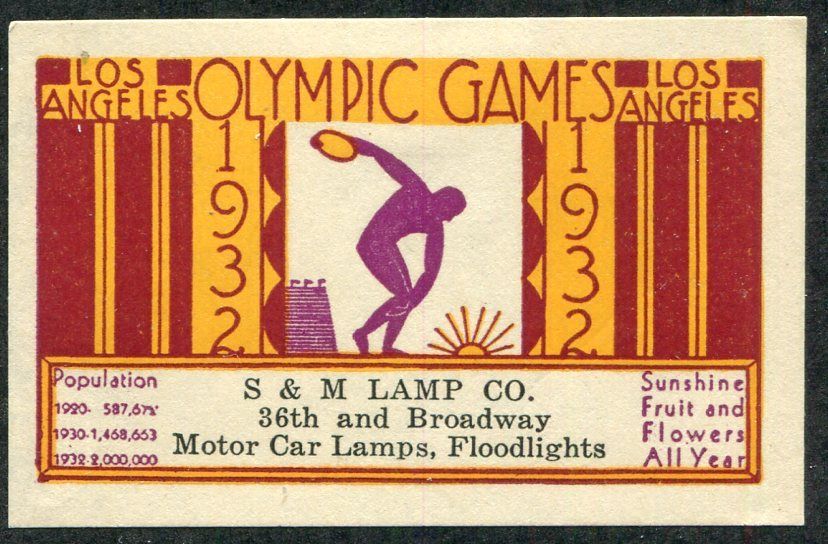 LOS ANGELES
OLYMPIC GAMES
LOS ANGELES
1932
1932
Population
1920- 587,
1930-1,468,663
1932-2,000,000
S & M LAMP CO.
36th and Broadway
Motor Car Lamps, Floodlights
Sunshine
Fruit and
Flowers
All Year